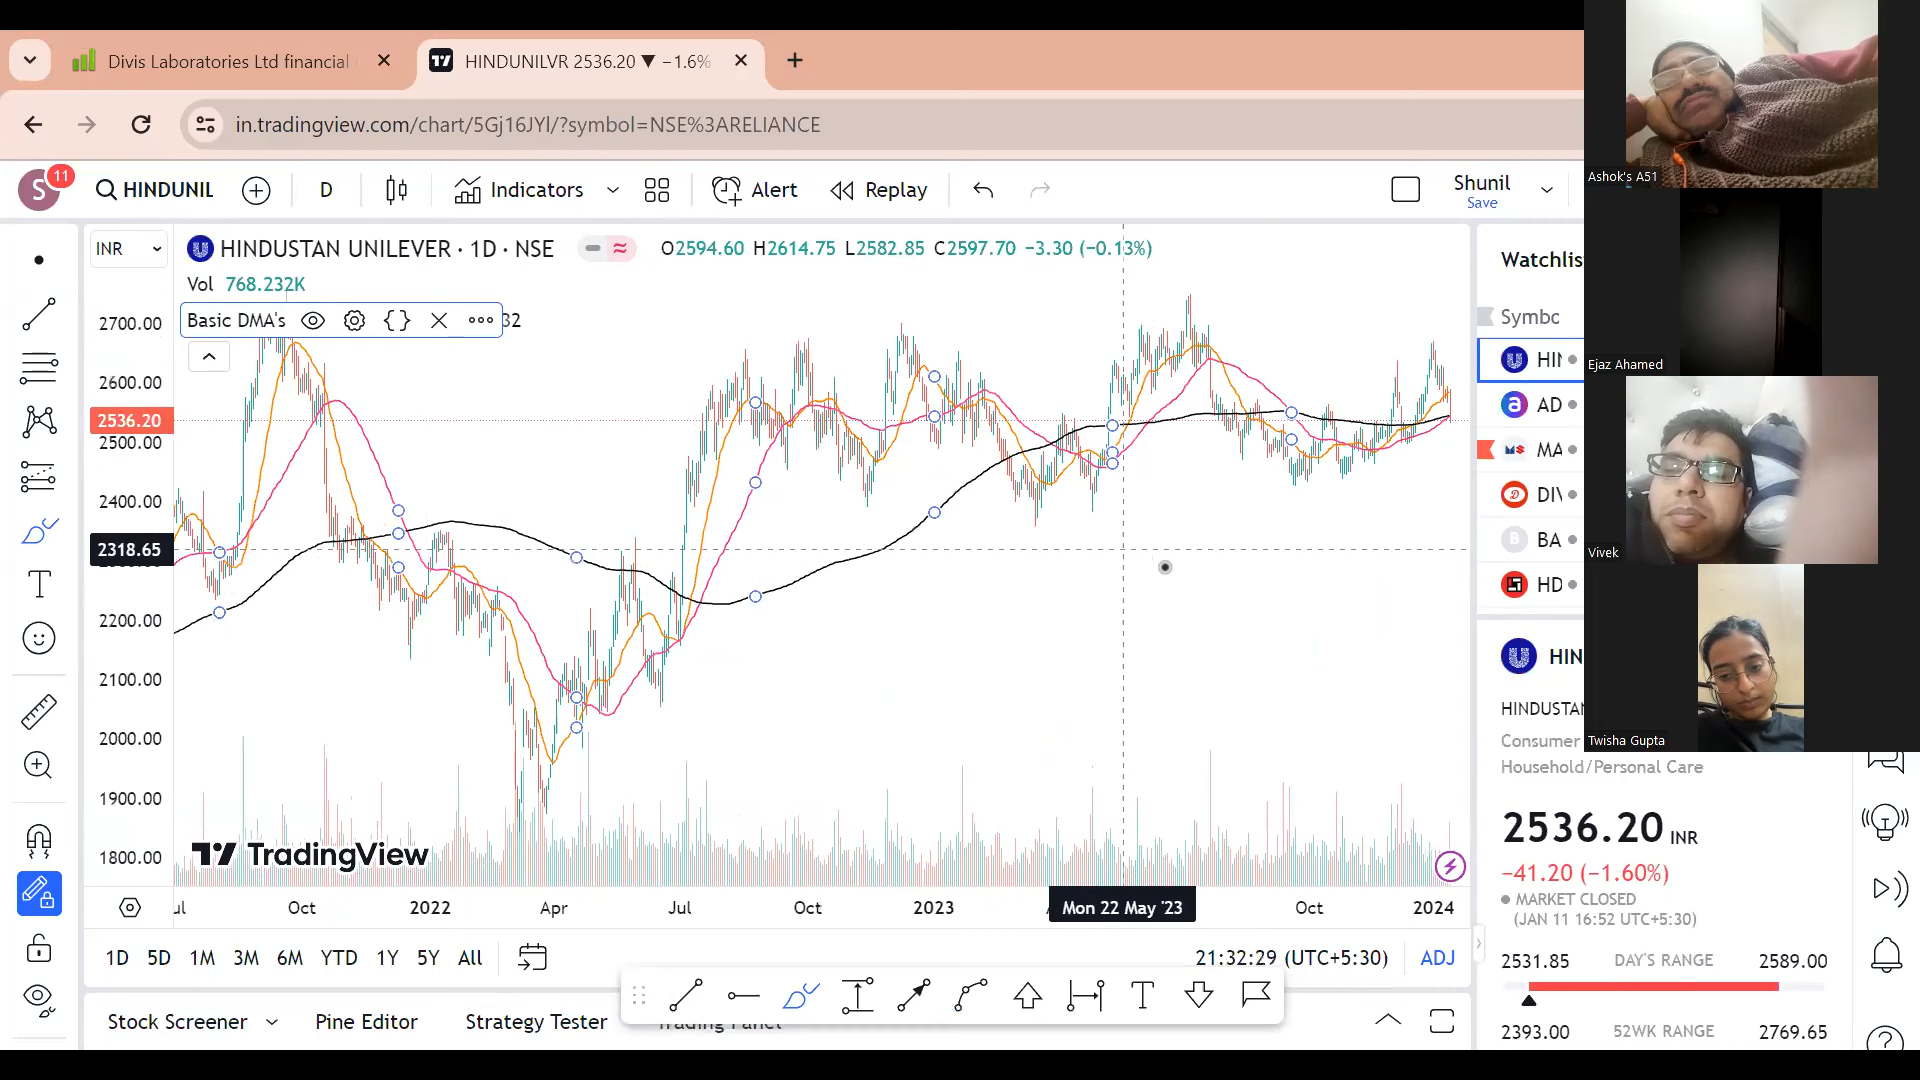 Divis Laboratories Ltd financial
HINDUNILVR 2536.20 ▼ −1.6%
in.tradingview.com/chart/5Gj16JYl/?symbol=NSE%3ARELIANCE
S 11
HINDUNIL
D
Indicators
Alert
Replay
Shunil
Save
INR
HINDUSTAN UNILEVER · 1D · NSE
O2594.60 H2614.75 L2582.85 C2597.70 −3.30 (−0.13%)
Vol 768.232K
Basic DMA's
32
2700.00
2600.00
2536.20
2500.00
2400.00
2318.65
2200.00
2100.00
2000.00
1900.00
1800.00
TradingView
Oct
2022
Apr
Jul
Oct
2023
Mon 22 May '23
Oct
2024
1D 5D 1M 3M 6M YTD 1Y 5Y All
21:32:29 (UTC+5:30)
ADJ
Stock Screener
Pine Editor
Strategy Tester
Trading Panel
Watchlis
Symbc
HIN
AD
MA
DIV
BA
HD
HIN
HINDUSTAN
Consumer
Household/Personal Care
2536.20 INR
−41.20 (−1.60%)
MARKET CLOSED
(JAN 11 16:52 UTC+5:30)
2531.85 DAY'S RANGE 2589.00
2393.00 52WK RANGE 2769.65
Ashok's A51
Ejaz Ahamed
Vivek
Twisha Gupta